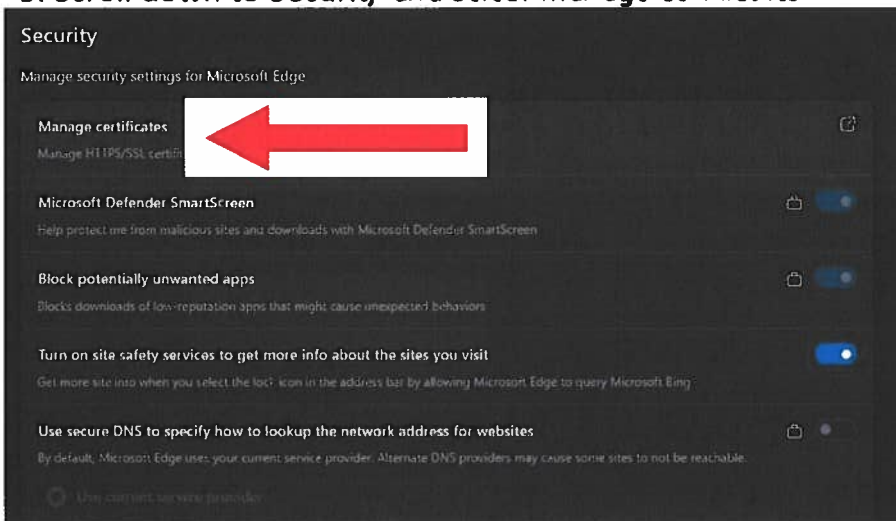 Security
Manage security settings for Microsoft Edge
Manage certificates
Manage HTTPS/SSL certifi
Microsoft Defender SmartScreen
Help protect me from malicious sites and downloads with Microsoft Defender SmartScreen
Block potentially unwanted apps
Blocks downloads of low-reputation apps that might cause unexpected behaviors
Turn on site safety services to get more info about the sites you visit
Get more site info when you select the lock icon in the address bar by allowing Microsoft Edge to query Microsoft Bing
Use secure DNS to specify how to lookup the network address for websites
By default, Microsoft Edge uses your current service provider. Alternate DNS providers may cause some sites to not be reachable.
Use current service provider